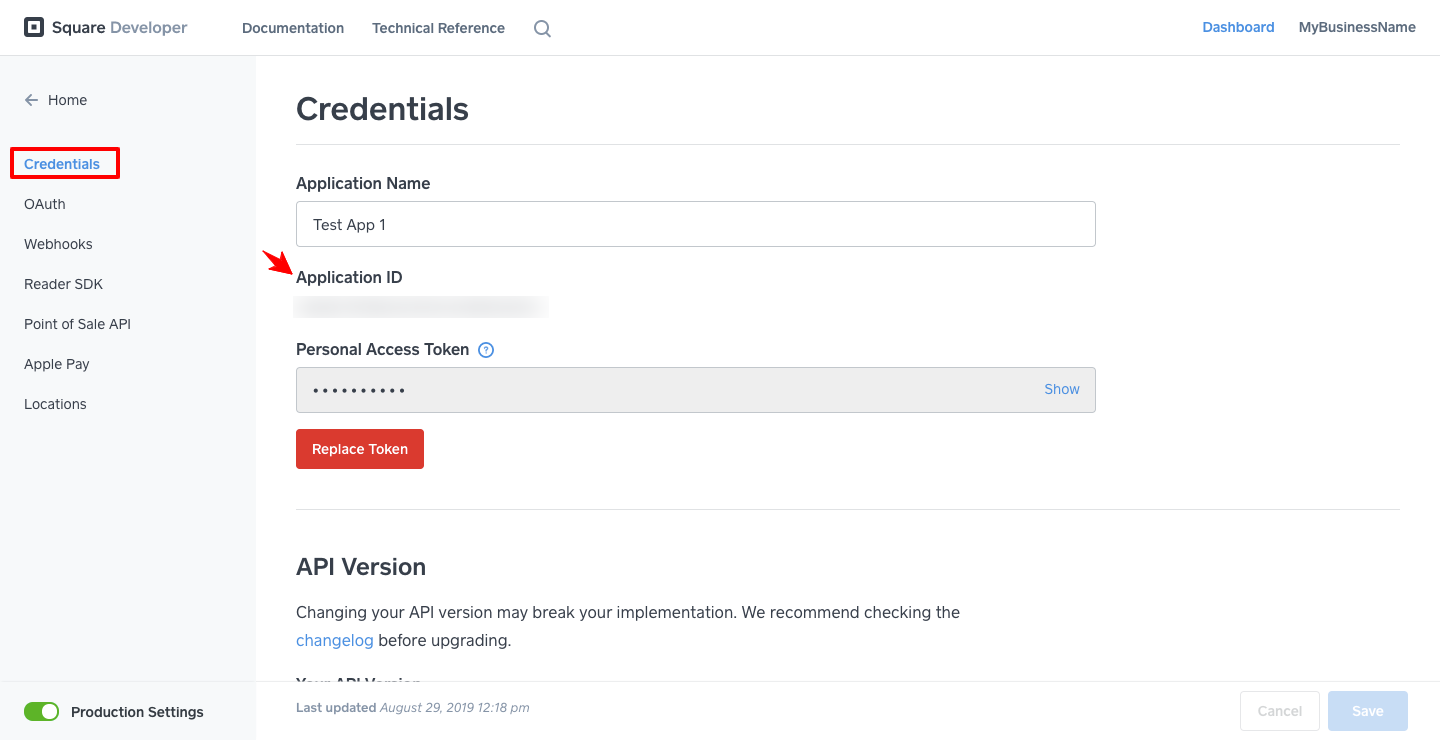 Square Developer
Documentation
Technical Reference
Dashboard
MyBusinessName
Home
Credentials
OAuth
Webhooks
Reader SDK
Point of Sale API
Apple Pay
Locations
Production Settings
Credentials
Application Name
Test App 1
Application ID
Personal Access Token ?
••••••••••
Show
Replace Token
API Version
Changing your API version may break your implementation. We recommend checking the
changelog before upgrading.
Your API Version
Last updated August 29, 2019 12:18 pm
Cancel
Save